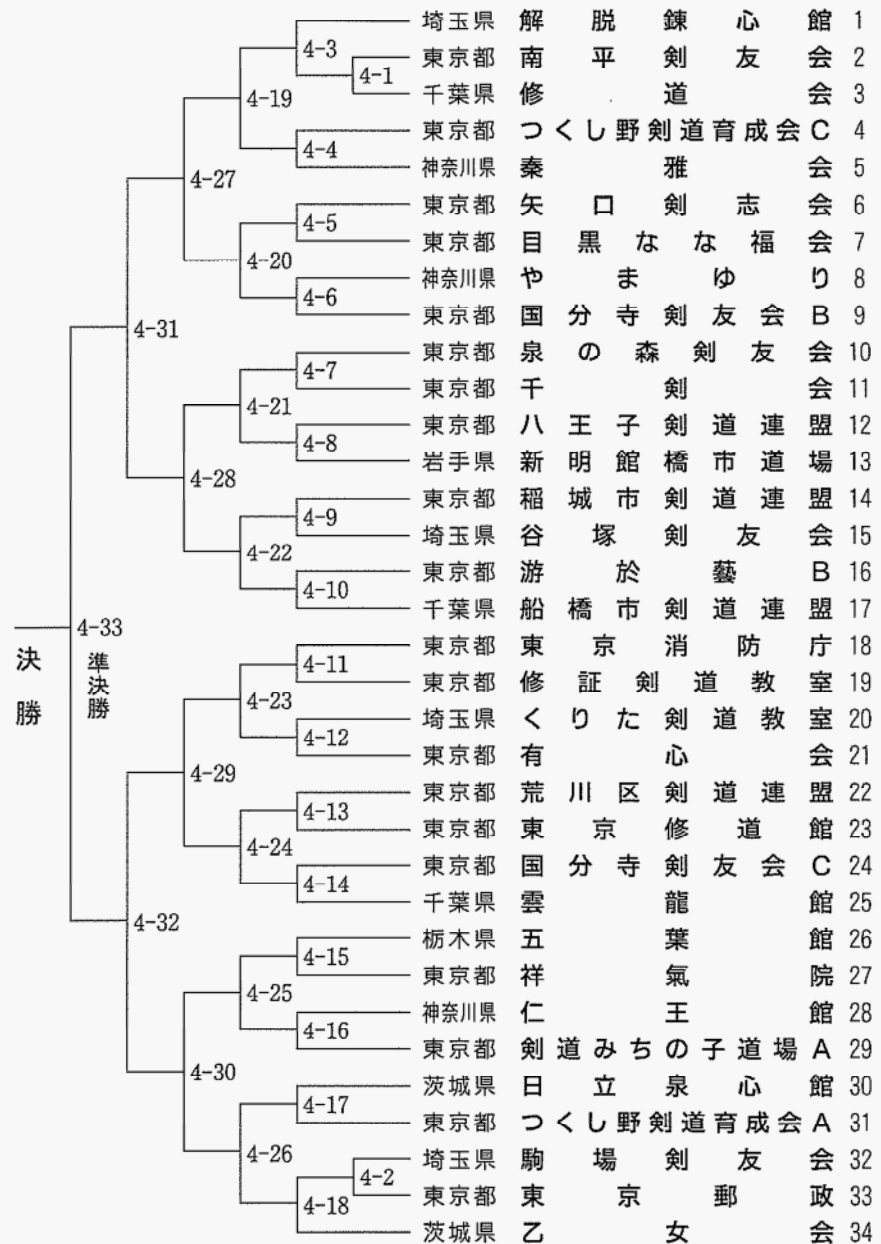 埼玉県 解脱錬心館 1
4-3
東京都 南平剣友会 2
4-1
千葉県 修道会 3
4-19
東京都 つくし野剣道育成会C 4
4-4
神奈川県 秦雅会 5
4-27
東京都 矢口剣志会 6
4-5
東京都 目黒なな福会 7
4-20
神奈川県 やまゆり 8
4-6
東京都 国分寺剣友会B 9
4-31
東京都 泉の森剣友会 10
4-7
東京都 千剣会 11
4-21
東京都 八王子剣道連盟 12
4-8
岩手県 新明館橋市道場 13
4-28
東京都 稲城市剣道連盟 14
4-9
埼玉県 谷塚剣友会 15
4-22
東京都 游於藝B 16
4-10
千葉県 船橋市剣道連盟 17
4-33
決勝
準決勝
東京都 東京消防庁 18
4-11
東京都 修証剣道教室 19
4-23
埼玉県 くりた剣道教室 20
4-12
東京都 有心会 21
4-29
東京都 荒川区剣道連盟 22
4-13
東京都 東京修道館 23
4-24
東京都 国分寺剣友会C 24
4-14
千葉県 雲龍館 25
4-32
栃木県 五葉館 26
4-15
東京都 祥氣院 27
4-25
神奈川県 仁王館 28
4-16
東京都 剣道みちの子道場A 29
4-30
茨城県 日立泉心館 30
4-17
東京都 つくし野剣道育成会A 31
4-26
埼玉県 駒場剣友会 32
4-2
東京都 東京郵政 33
4-18
茨城県 乙女会 34